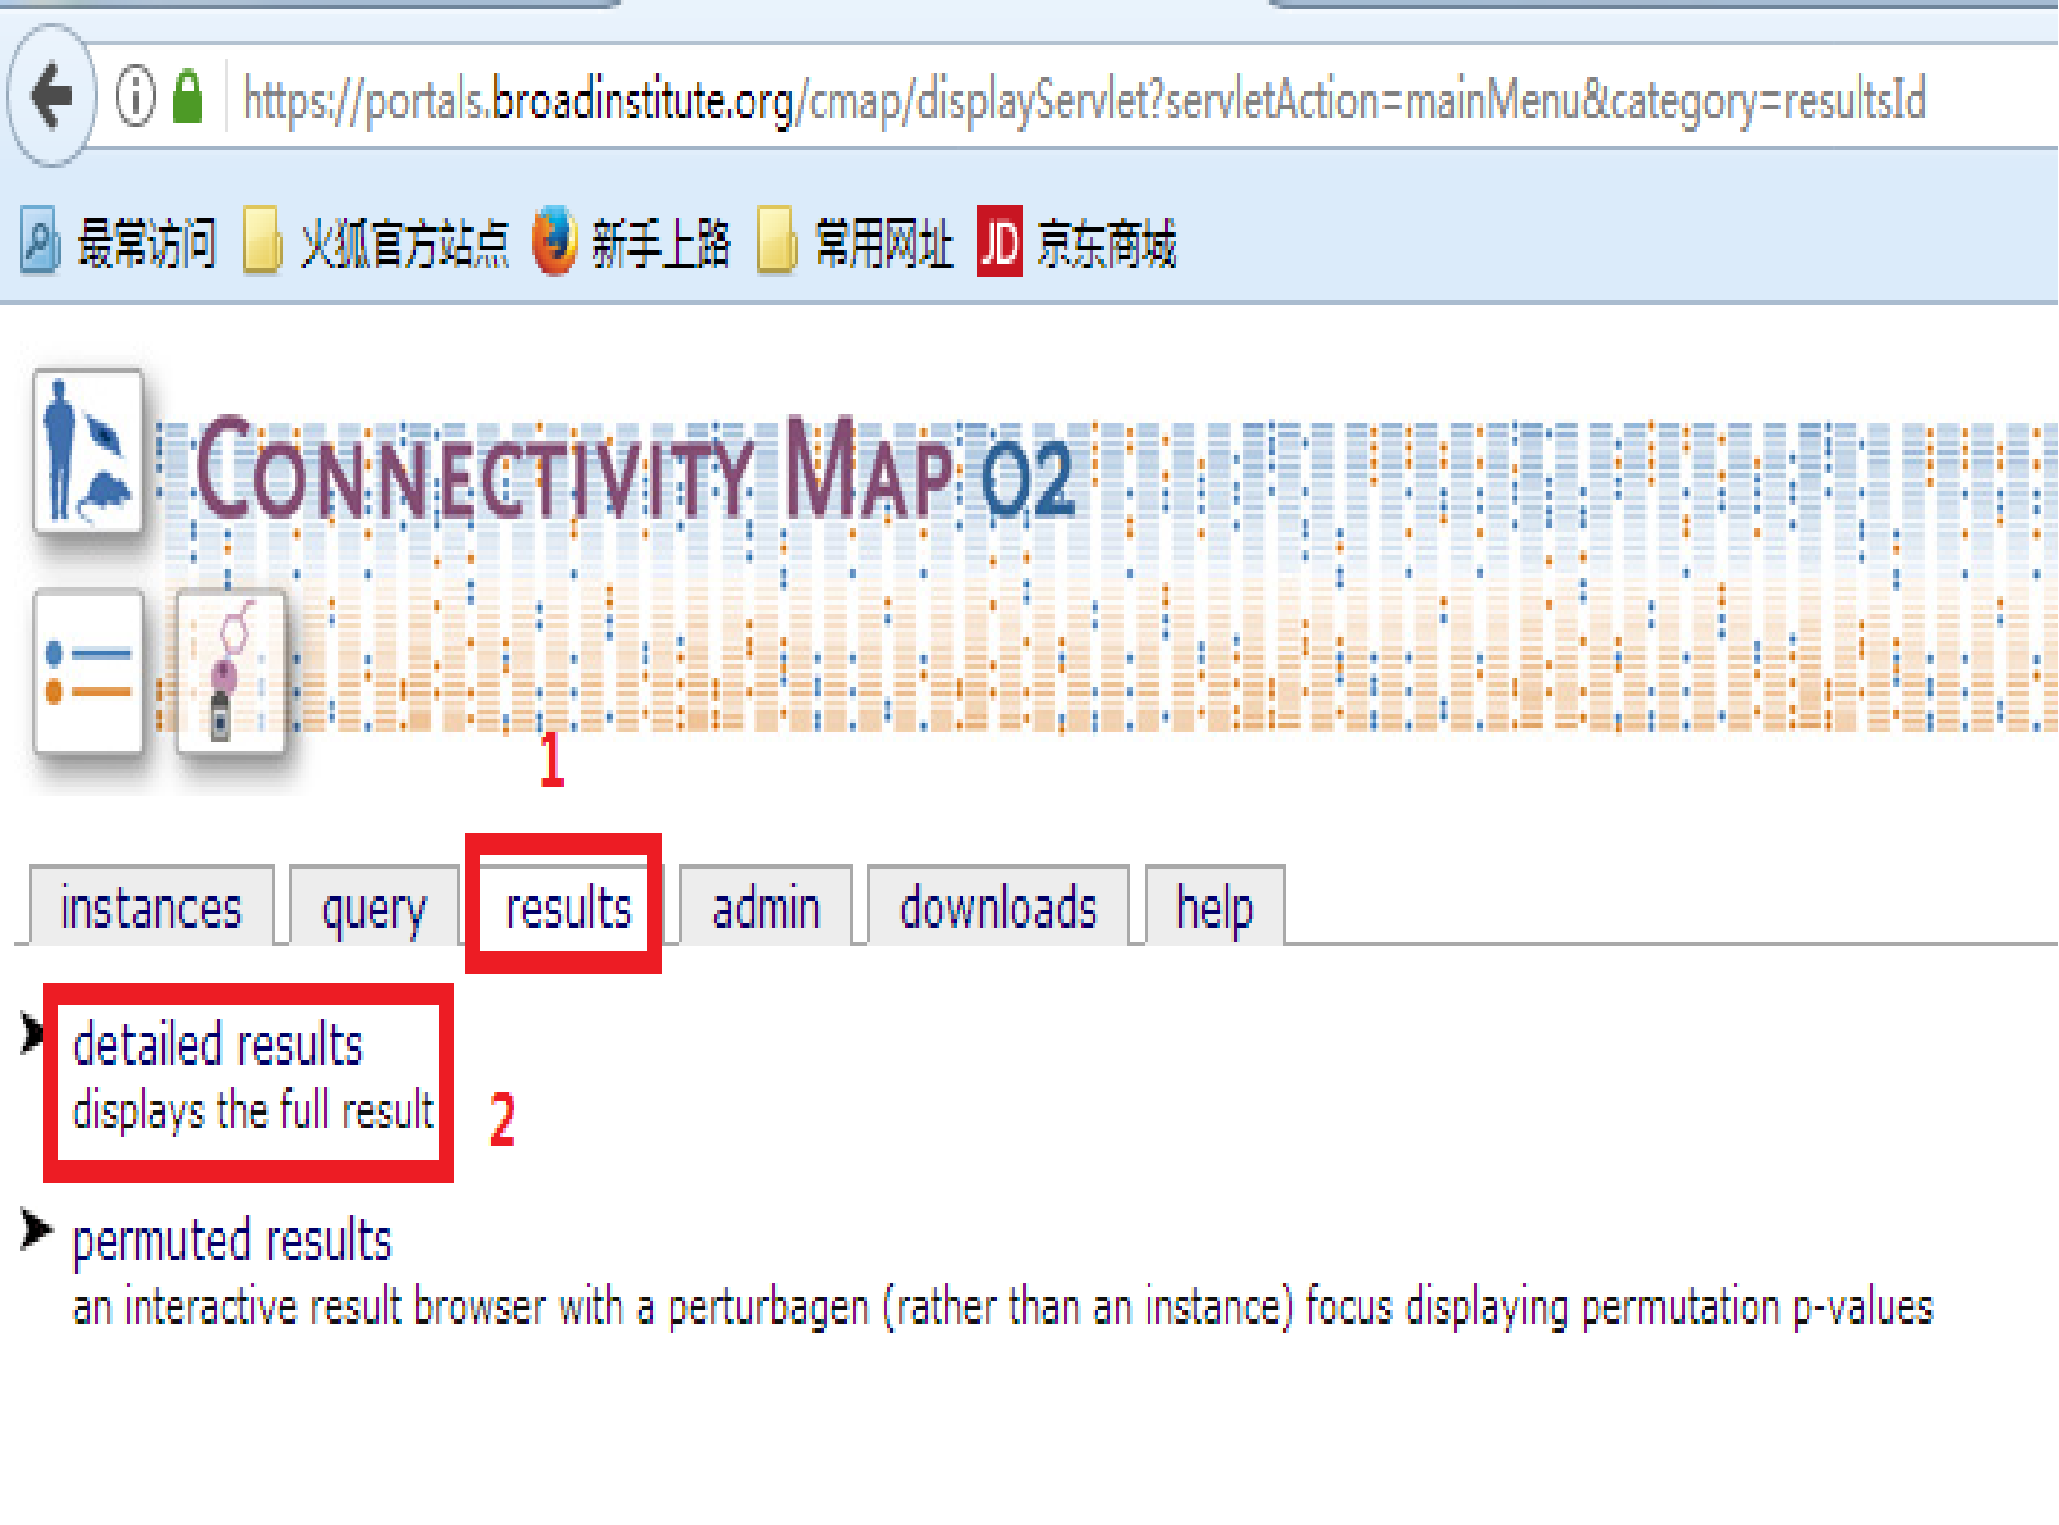 https://portals.broadinstitute.org/cmap/displayServlet?servletAction=mainMenu&category=resultsId
最常访问 火狐官方站点 新手上路 常用网址 JD 京东商城
CONNECTIVITY MAP 02
1
instances query results admin downloads help
detailed results
displays the full result
2
permuted results
an interactive result browser with a perturbagen (rather than an instance) focus displaying permutation p-values